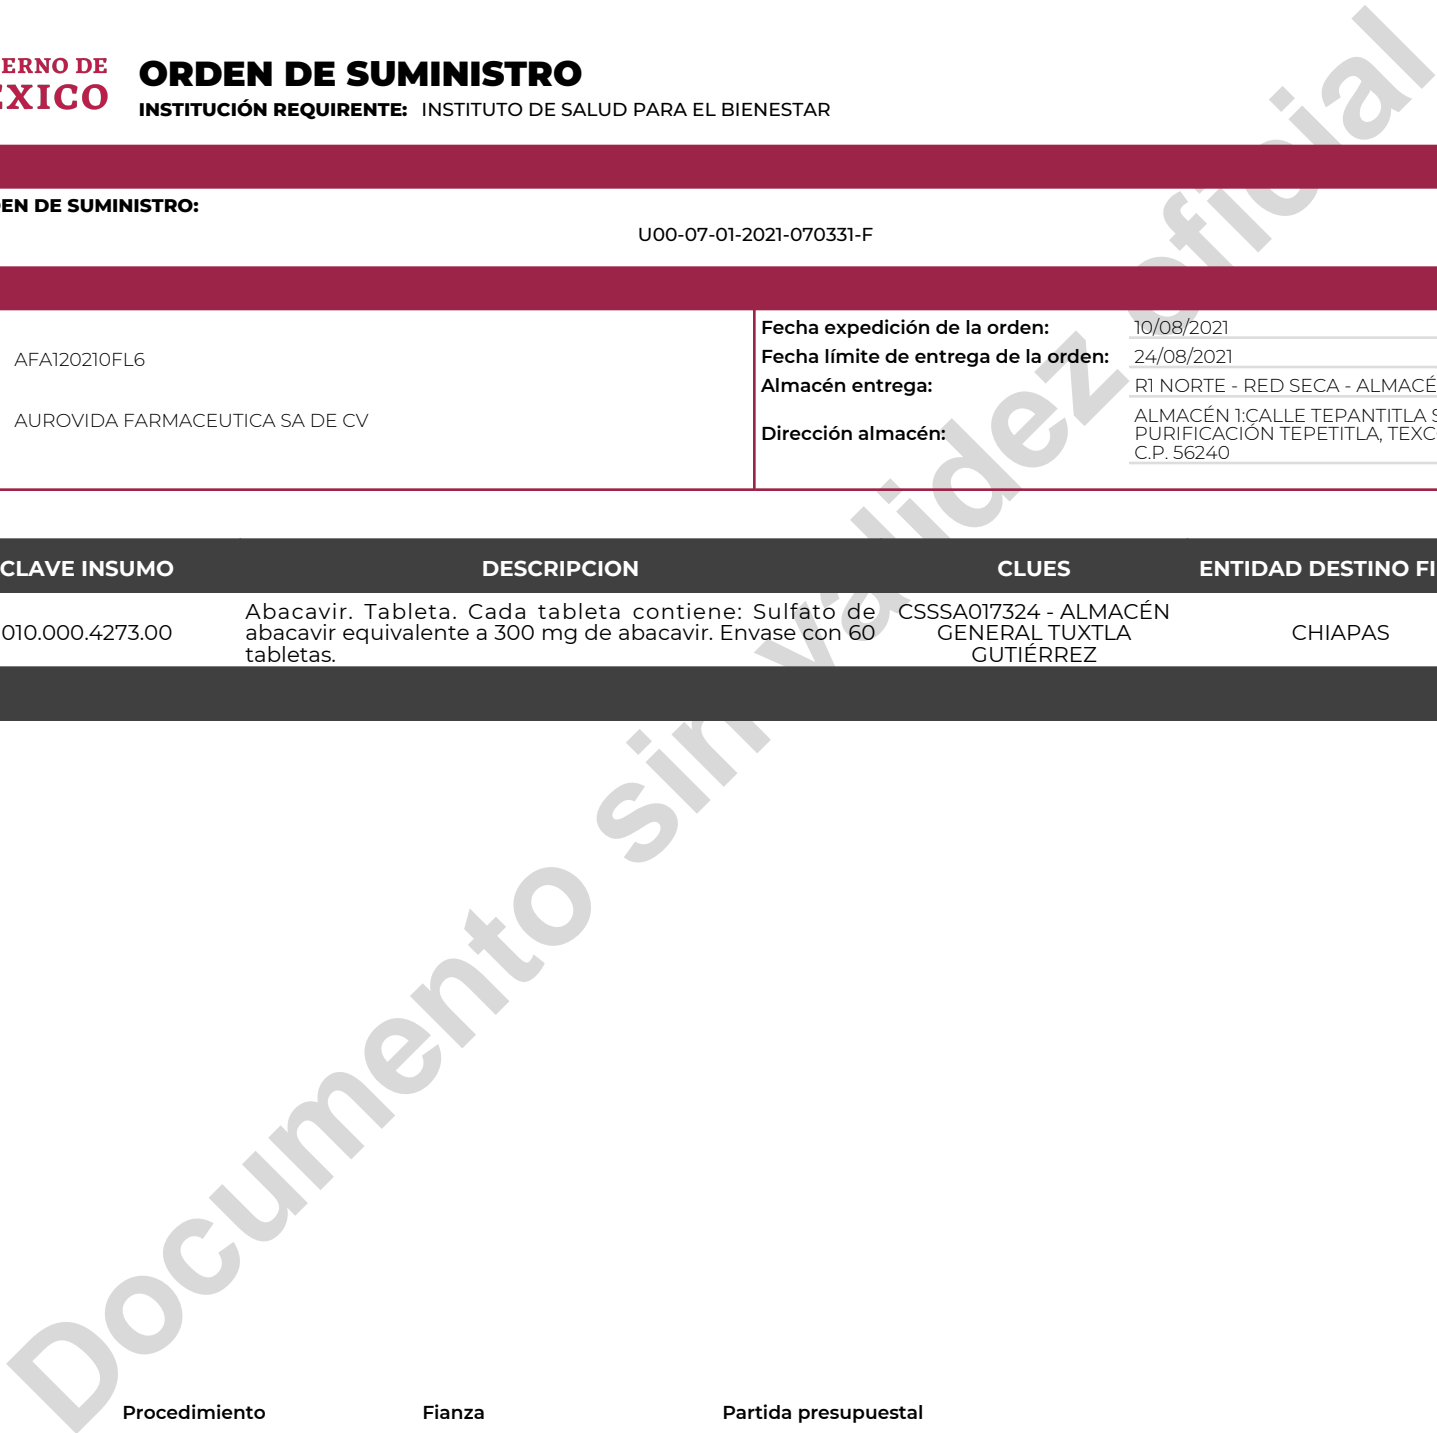 ERNO DE
ÉXICO
ORDEN DE SUMINISTRO
INSTITUCIÓN REQUIRENTE: INSTITUTO DE SALUD PARA EL BIENESTAR
EN DE SUMINISTRO:
U00-07-01-2021-070331-F
AFA120210FL6
AUROVIDA FARMACEUTICA SA DE CV
Fecha expedición de la orden: 10/08/2021
Fecha límite de entrega de la orden: 24/08/2021
Almacén entrega: R1 NORTE - RED SECA - ALMACÉ
Dirección almacén: ALMACÉN 1:CALLE TEPANTITLA S
PURIFICACIÓN TEPETITLA, TEXC
C.P. 56240
CLAVE INSUMO DESCRIPCION CLUES ENTIDAD DESTINO FI
010.000.4273.00
Abacavir. Tableta. Cada tableta contiene: Sulfato de
abacavir equivalente a 300 mg de abacavir. Envase con 60
tabletas.
CSSSA017324 - ALMACÉN
GENERAL TUXTLA
GUTIÉRREZ
CHIAPAS
Documento sin validez oficial
Procedimiento Fianza Partida presupuestal